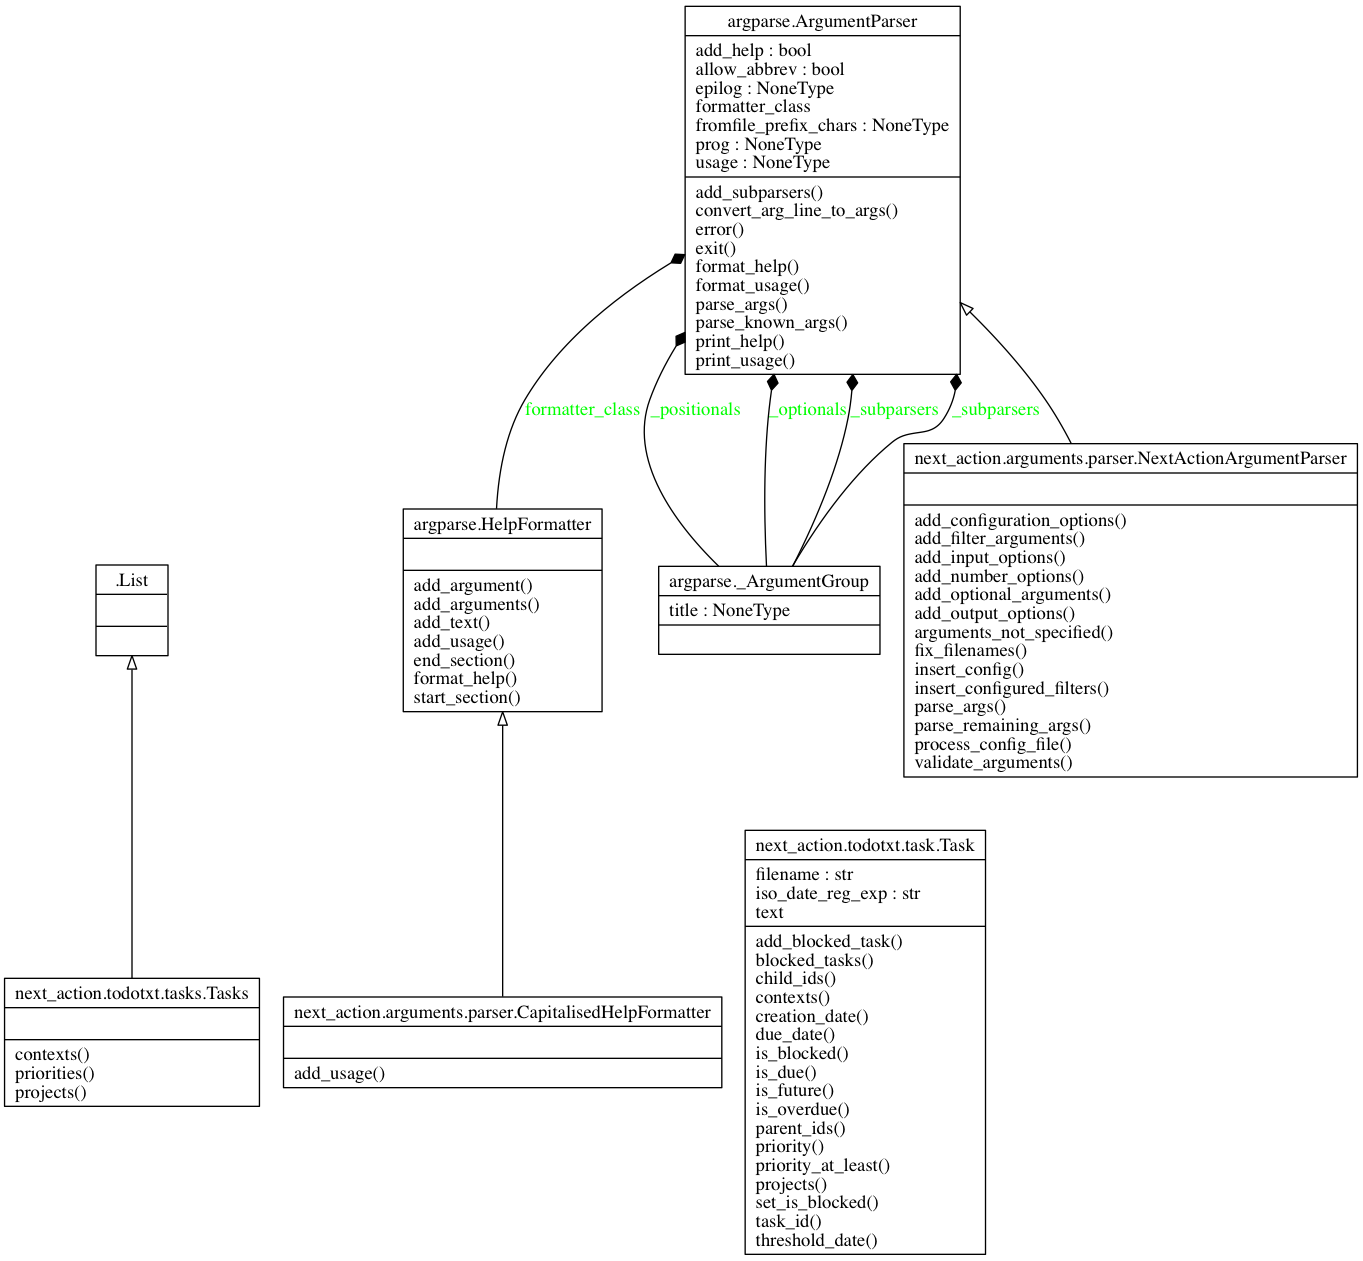 argparse.ArgumentParser
add_help : bool
allow_abbrev : bool
epilog : NoneType
formatter_class
fromfile_prefix_chars : NoneType
prog : NoneType
usage : NoneType
add_subparsers()
convert_arg_line_to_args()
error()
exit()
format_help()
format_usage()
parse_args()
parse_known_args()
print_help()
print_usage()
formatter_class
_positionals
_optionals
_subparsers
_subparsers
next_action.arguments.parser.NextActionArgumentParser
add_configuration_options()
add_filter_arguments()
add_input_options()
add_number_options()
add_optional_arguments()
add_output_options()
arguments_not_specified()
fix_filenames()
insert_config()
insert_configured_filters()
parse_args()
parse_remaining_args()
process_config_file()
validate_arguments()
argparse.HelpFormatter
add_argument()
add_arguments()
add_text()
add_usage()
end_section()
format_help()
start_section()
argparse._ArgumentGroup
title : NoneType
.List
next_action.todotxt.task.Task
filename : str
iso_date_reg_exp : str
text
add_blocked_task()
blocked_tasks()
child_ids()
contexts()
creation_date()
due_date()
is_blocked()
is_due()
is_future()
is_overdue()
parent_ids()
priority()
priority_at_least()
projects()
set_is_blocked()
task_id()
threshold_date()
next_action.todotxt.tasks.Tasks
contexts()
priorities()
projects()
next_action.arguments.parser.CapitalisedHelpFormatter
add_usage()